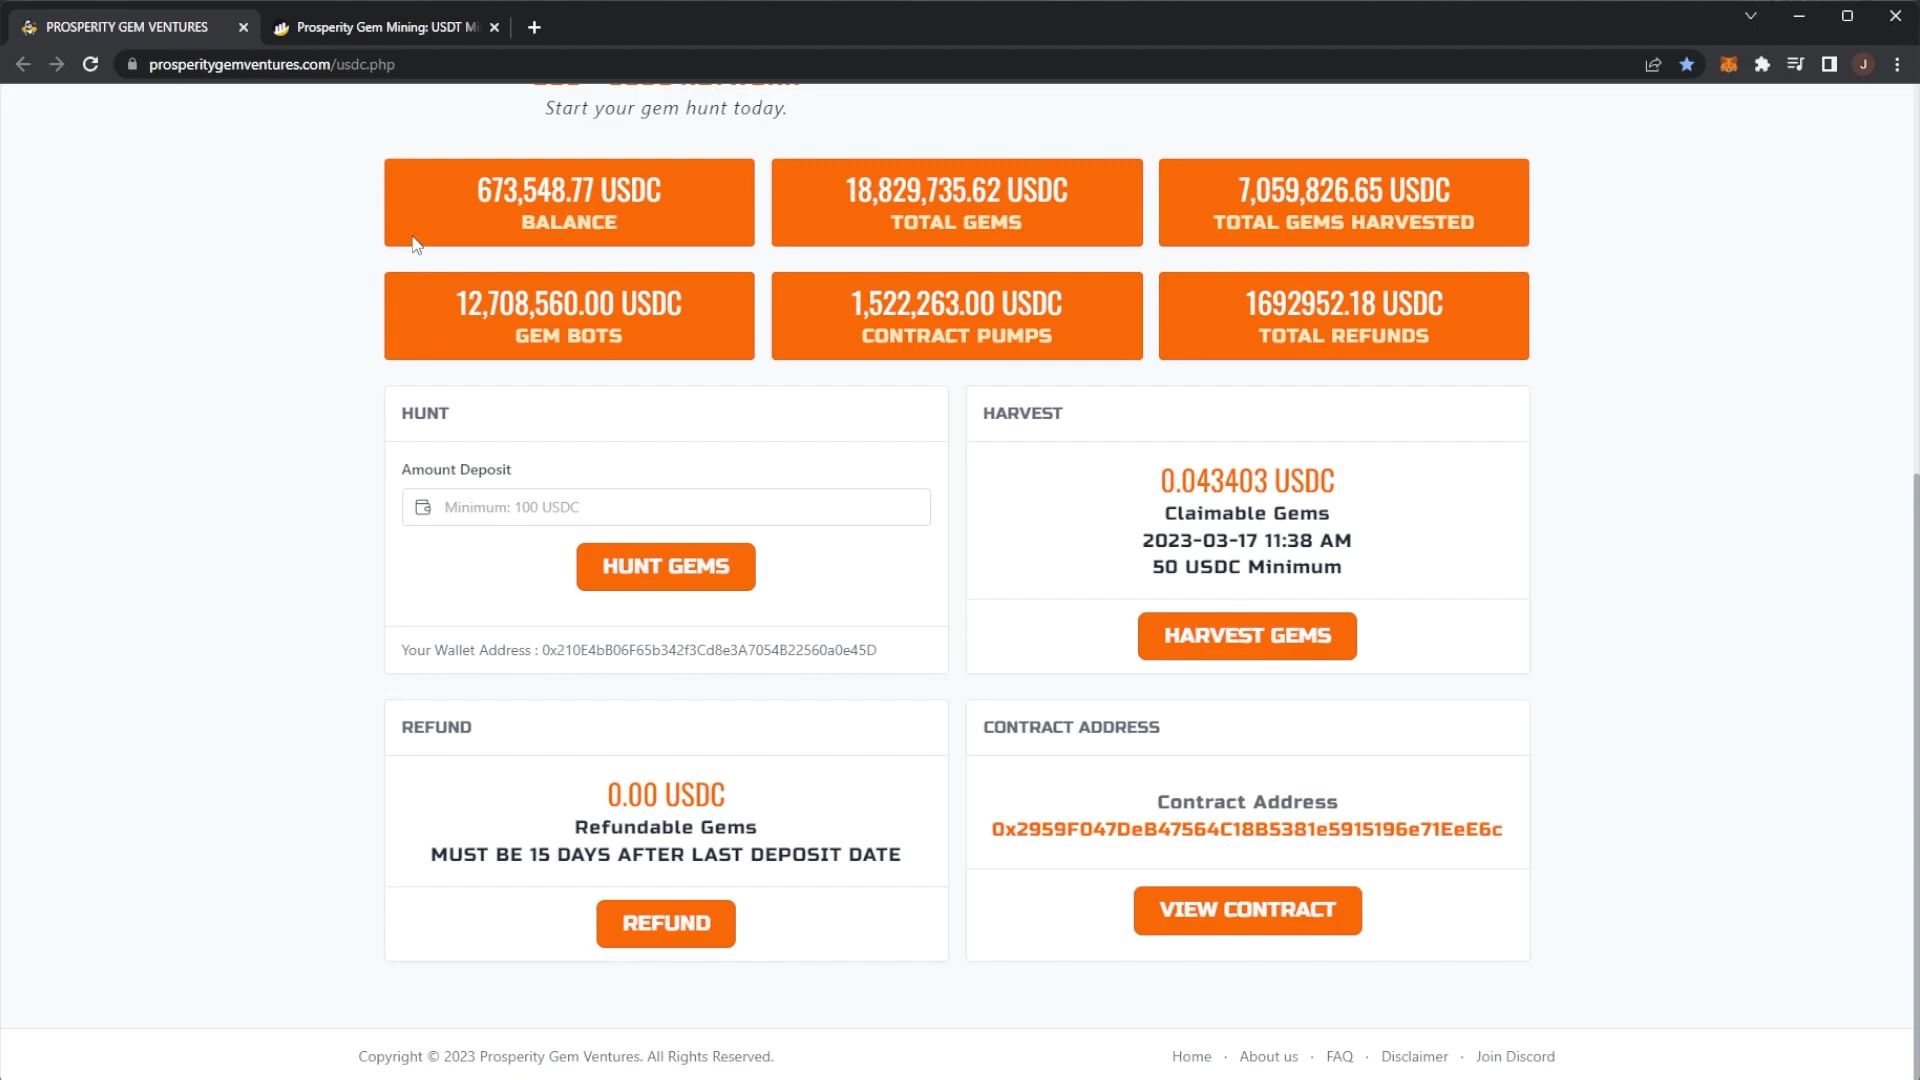 PROSPERITY GEM VENTURES
Prosperity Gem Mining: USDT Mi
prosperitygemventures.com/usdc.php
J
Start your gem hunt today.
673,548.77 USDC
BALANCE
18,829,735.62 USDC
TOTAL GEMS
7,059,826.65 USDC
TOTAL GEMS HARVESTED
12,708,560.00 USDC
GEM BOTS
1,522,263.00 USDC
CONTRACT PUMPS
1692952.18 USDC
TOTAL REFUNDS
HUNT
Amount Deposit
Minimum: 100 USDC
HUNT GEMS
Your Wallet Address : 0x210E4bB06F65b342f3Cd8e3A7054B22560a0e45D
HARVEST
0.043403 USDC
Claimable Gems
2023-03-17 11:38 AM
50 USDC Minimum
HARVEST GEMS
REFUND
0.00 USDC
Refundable Gems
MUST BE 15 DAYS AFTER LAST DEPOSIT DATE
REFUND
CONTRACT ADDRESS
Contract Address
0x2959F047DeB47564C18B5381e5915196e71EeE6c
VIEW CONTRACT
Copyright © 2023 Prosperity Gem Ventures. All Rights Reserved.
Home · About us · FAQ · Disclaimer · Join Discord